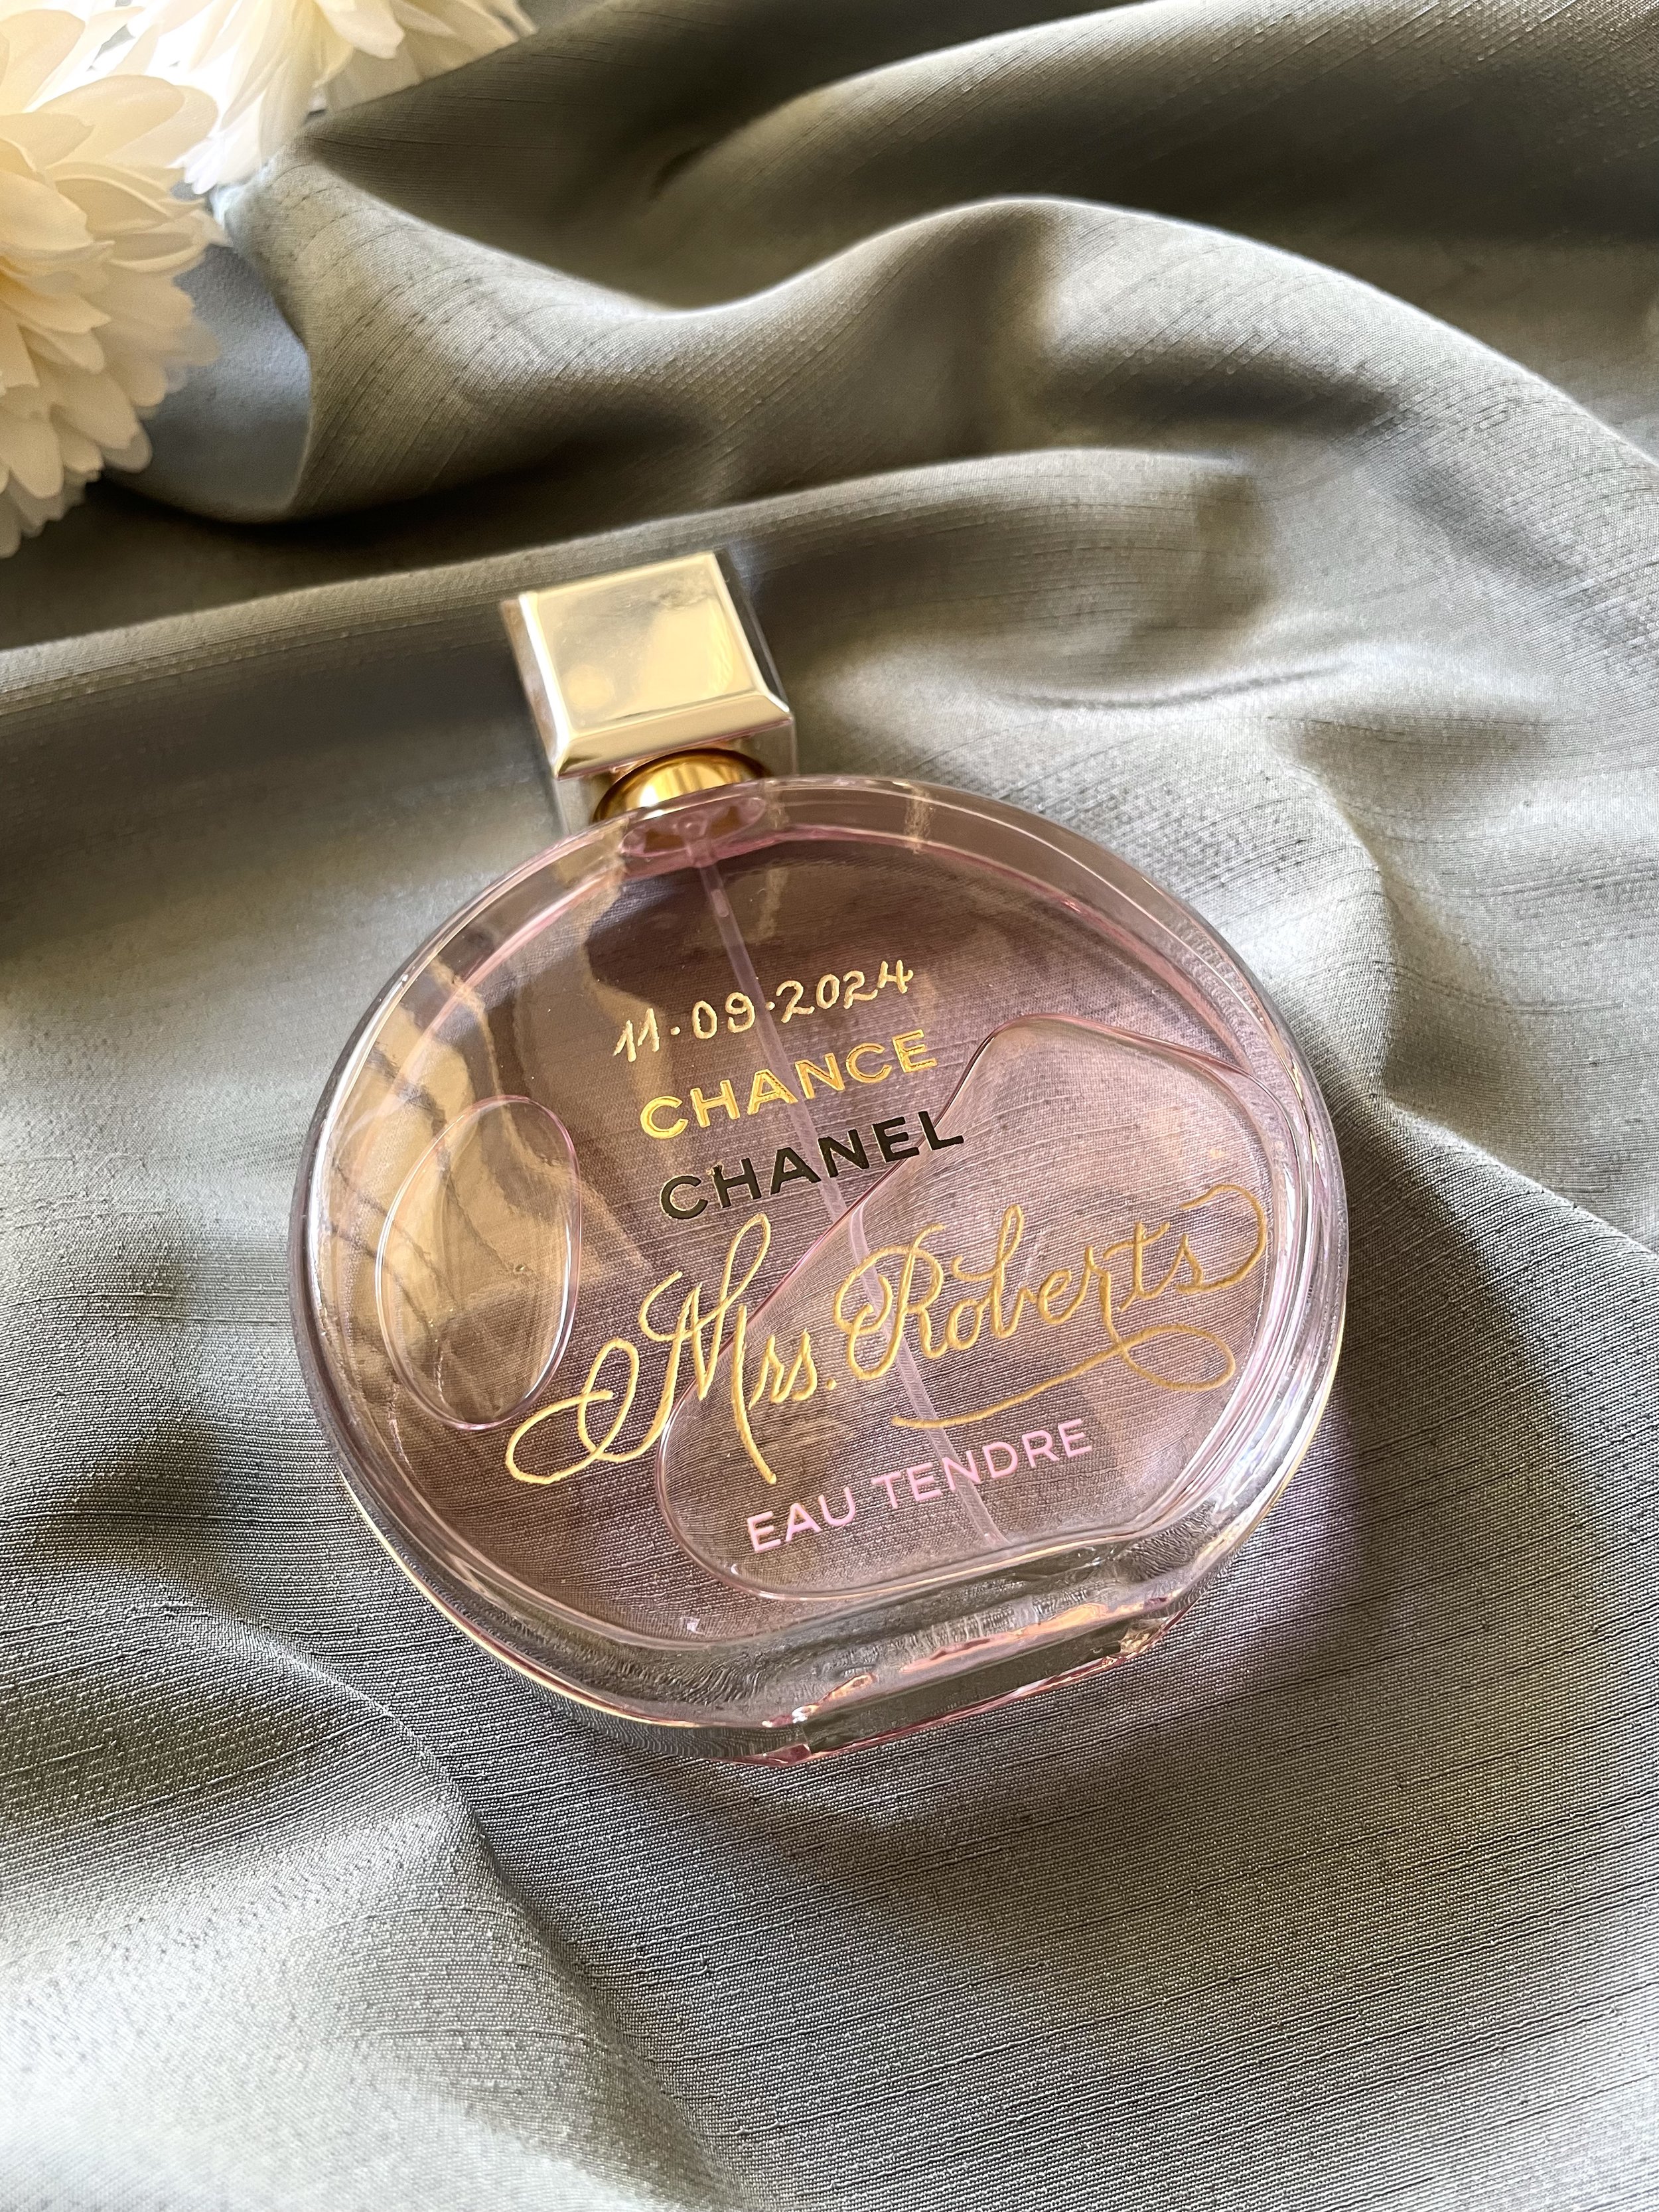 11·09·2024
CHANCE
CHANEL
Mrs. Roberts
EAU TENDRE